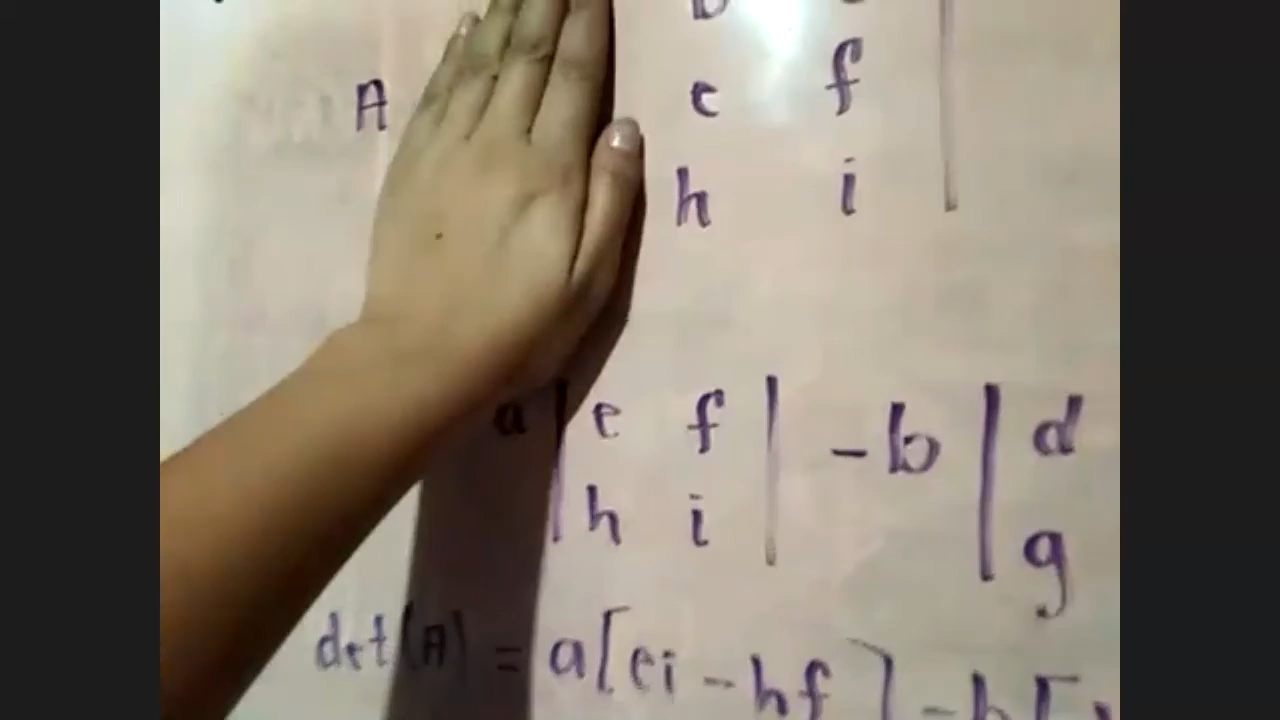 b
A e f
h i
a | e f | - b | d
| h i | | g
det(A) = a[ei - hf] - b[